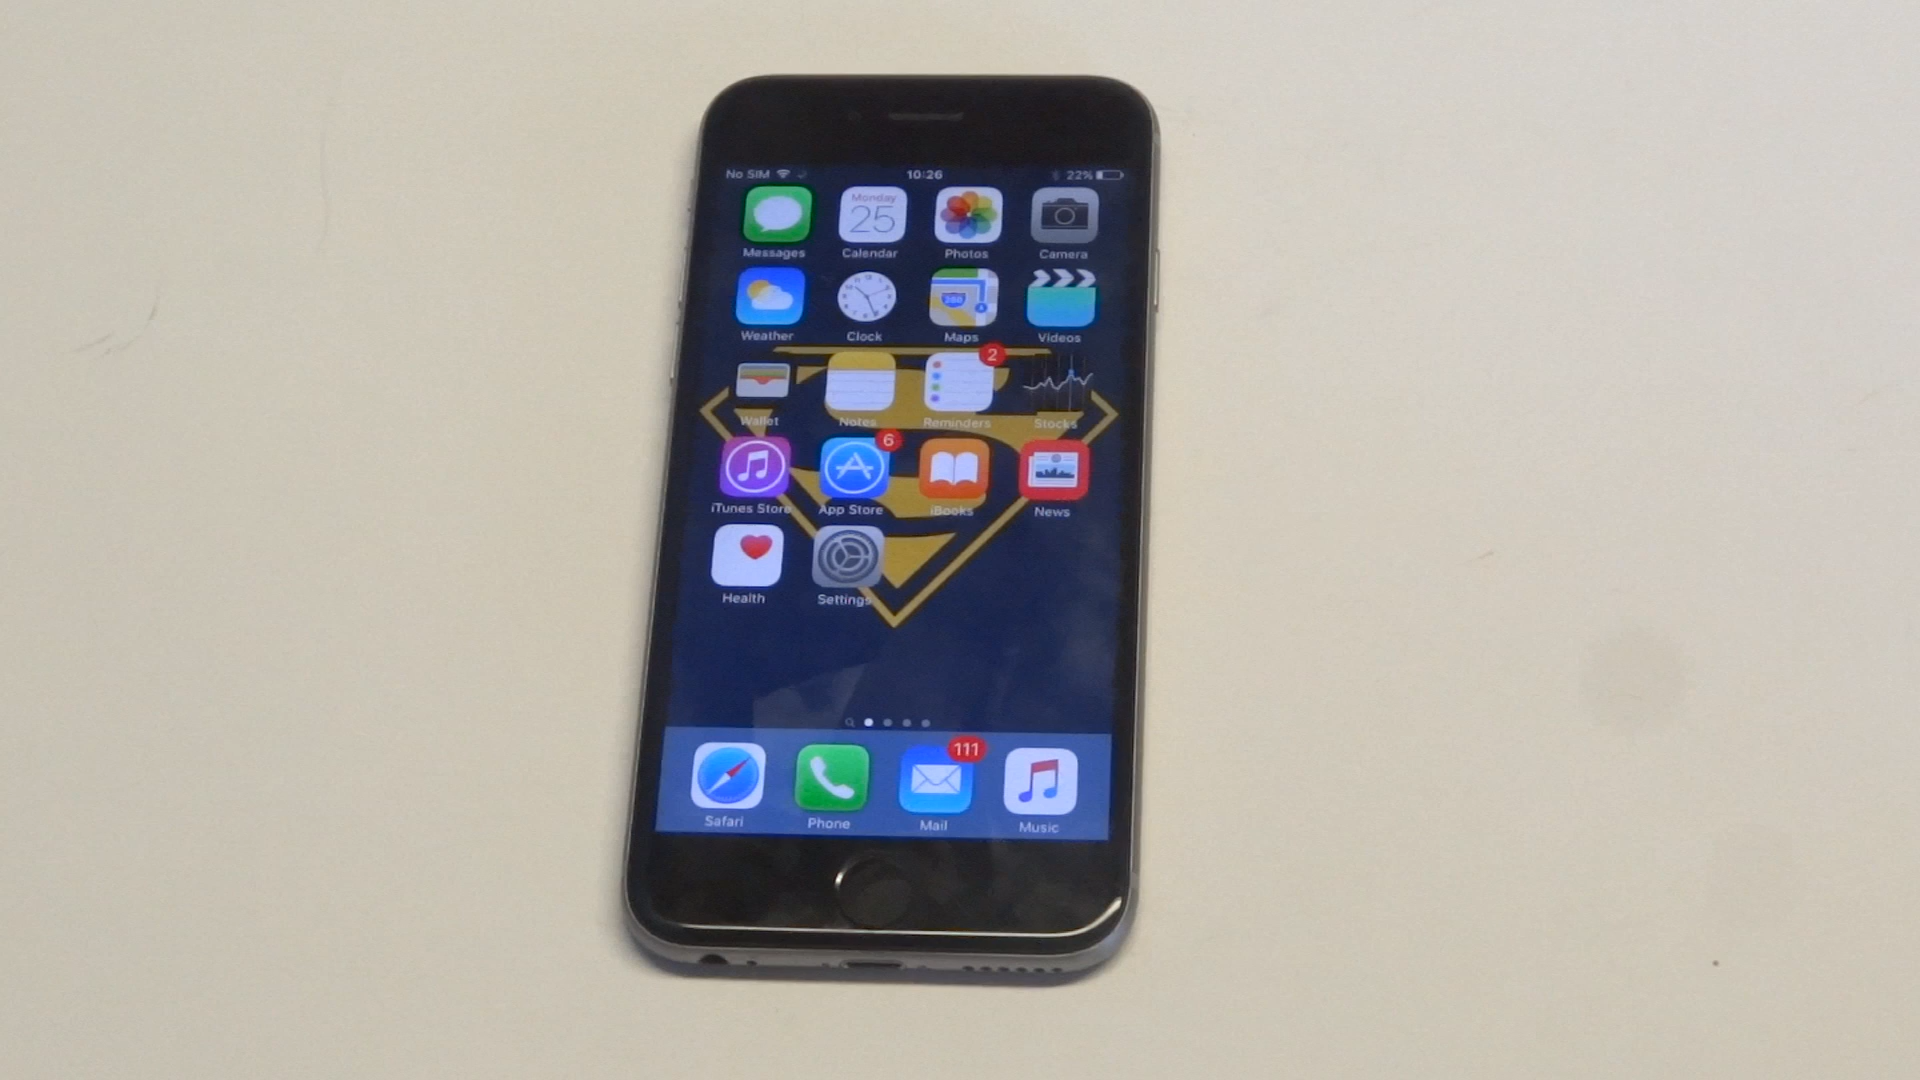 No SIM 10:26 22%
Monday
25
Messages Calendar Photos Camera
280
Weather Clock Maps Videos
2
Wallet Notes Reminders Stocks
6
iTunes Store App Store iBooks News
Health Settings
111
Safari Phone Mail Music